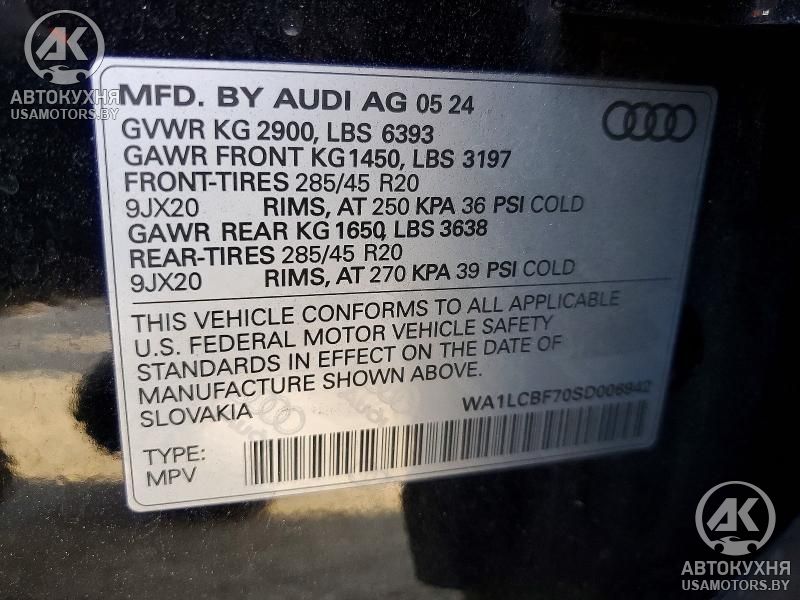 AK
АВТОКУХНЯ
USAMOTORS.BY
MFD. BY AUDI AG 05 24
GVWR KG 2900, LBS 6393
GAWR FRONT KG1450, LBS 3197
FRONT-TIRES 285/45 R20
9JX20 RIMS, AT 250 KPA 36 PSI COLD
GAWR REAR KG 1650, LBS 3638
REAR-TIRES 285/45 R20
9JX20 RIMS, AT 270 KPA 39 PSI COLD
THIS VEHICLE CONFORMS TO ALL APPLICABLE
U.S. FEDERAL MOTOR VEHICLE SAFETY
STANDARDS IN EFFECT ON THE DATE OF
MANUFACTURE SHOWN ABOVE.
SLOVAKIA
WA1LCBF70SD006942
TYPE:
MPV
AK
АВТОКУХНЯ
USAMOTORS.BY